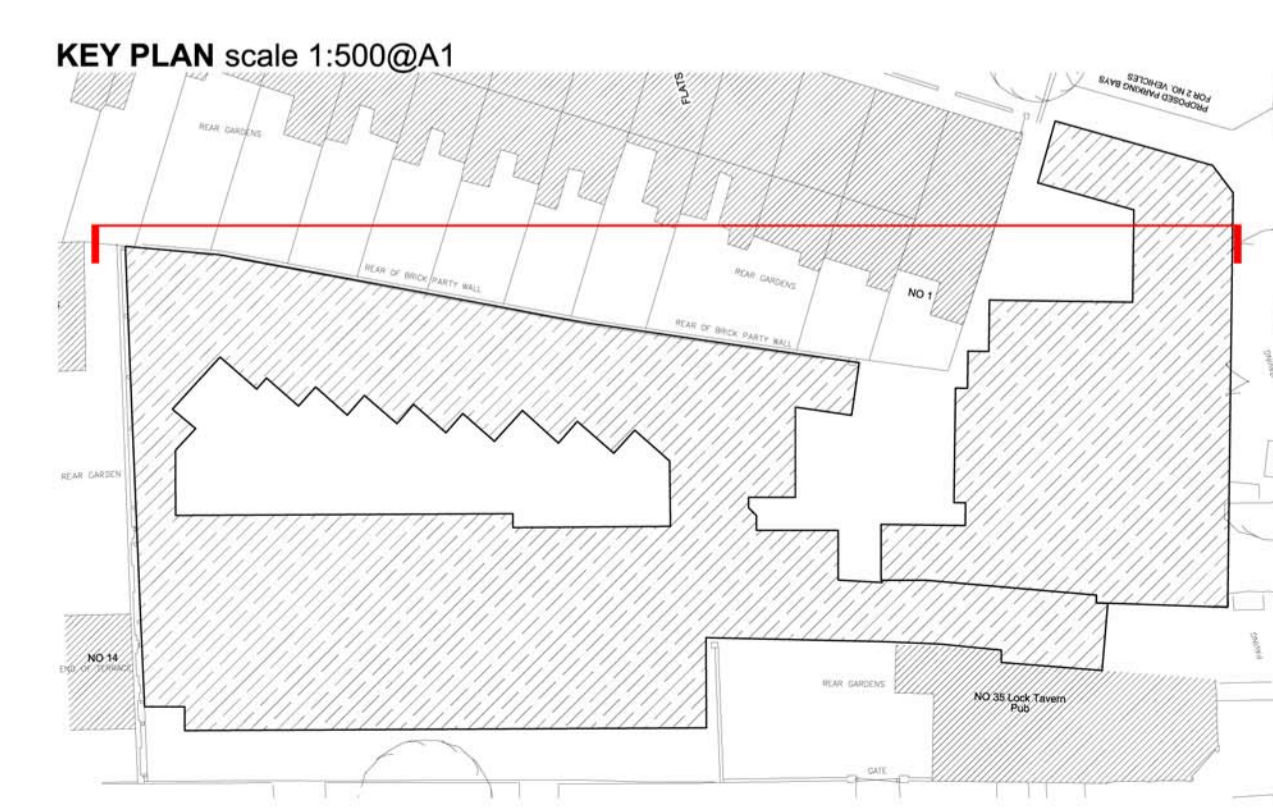 KEY PLAN scale 1:500@A1
FLATS
PROPOSED PARKING BAYS
FOR 2 NO. VEHICLES
REAR GARDENS
REAR OF BRICK PARTY WALL
REAR GARDENS
NO 1
REAR OF BRICK PARTY WALL
REAR GARDEN
NO 14
END OF TERRACE
REAR GARDENS
NO 35 Lock Tavern
Pub
GATE